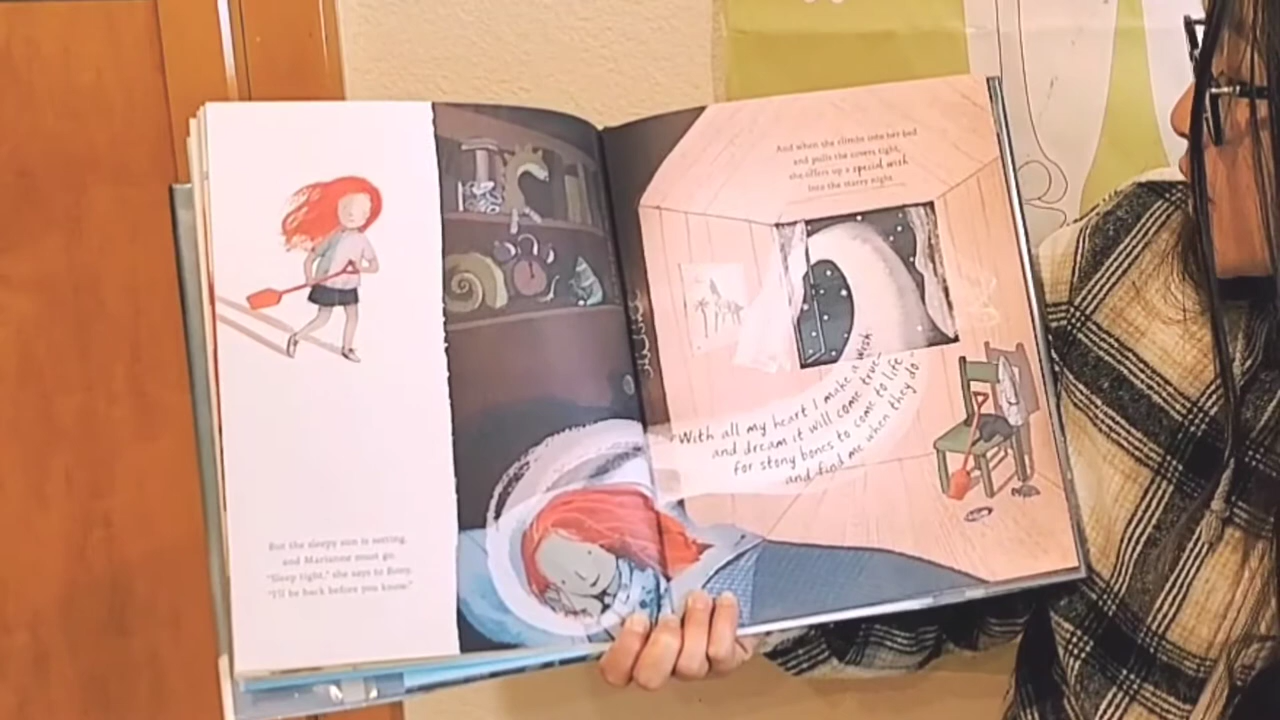 But the sleepy sun is setting,
and Marianne must go.
"Sleep tight," she says to Bony.
"I'll be back before you know."
And when she climbs into her bed
and pulls the covers tight,
she offers up a special wish
into the starry night.
With all my heart I make a wish
and dream it will come true—
for stony bones to come to life
and find me when they do.